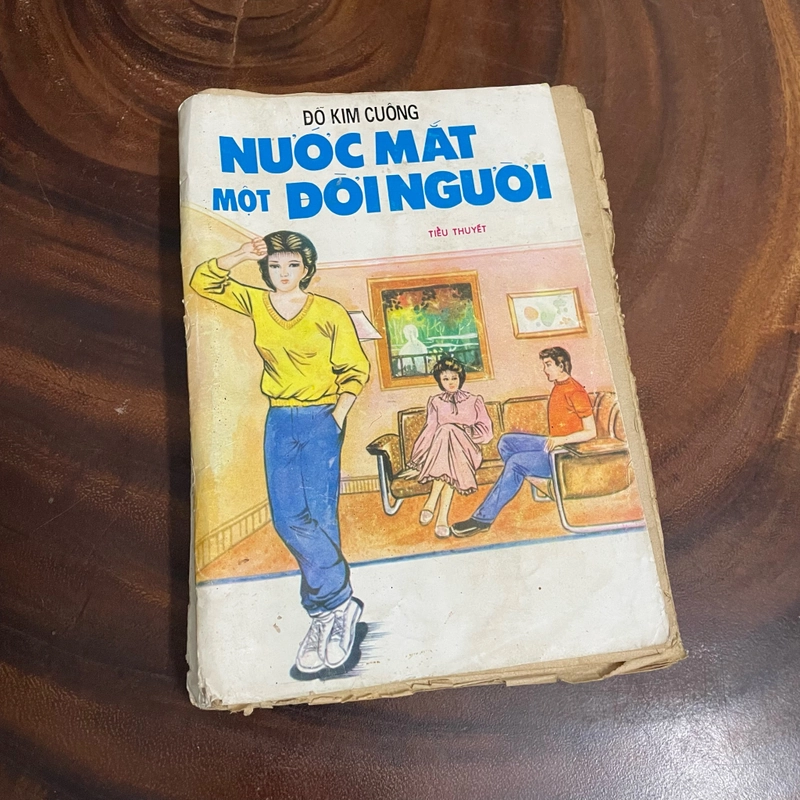 ĐỖ KIM CUÔNG
NƯỚC MẮT
MỘT ĐỜI NGƯỜI
TIỂU THUYẾT